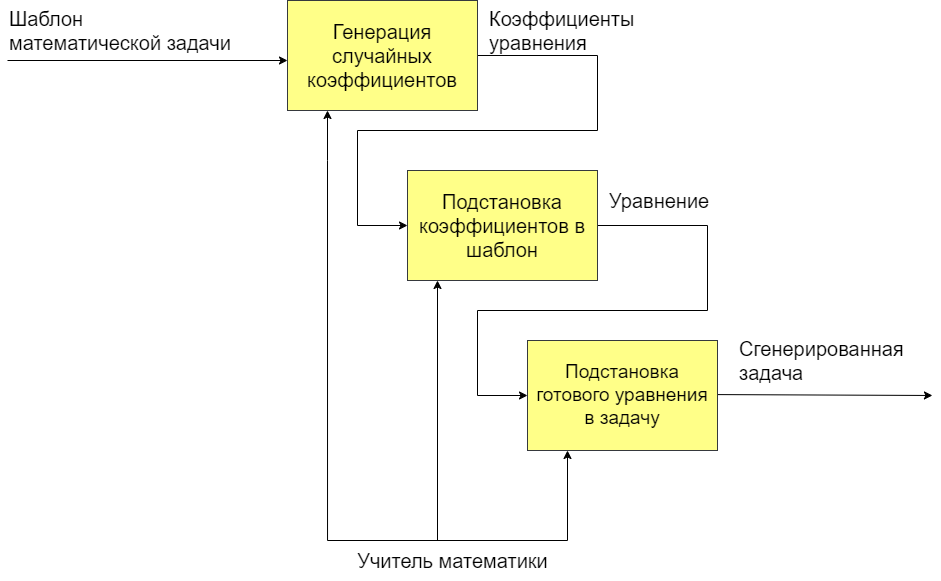 Шаблон
математической задачи
Генерация
случайных
коэффициентов
Коэффициенты
уравнения
Подстановка
коэффициентов в
шаблон
Уравнение
Подстановка
готового уравнения
в задачу
Сгенерированная
задача
Учитель математики